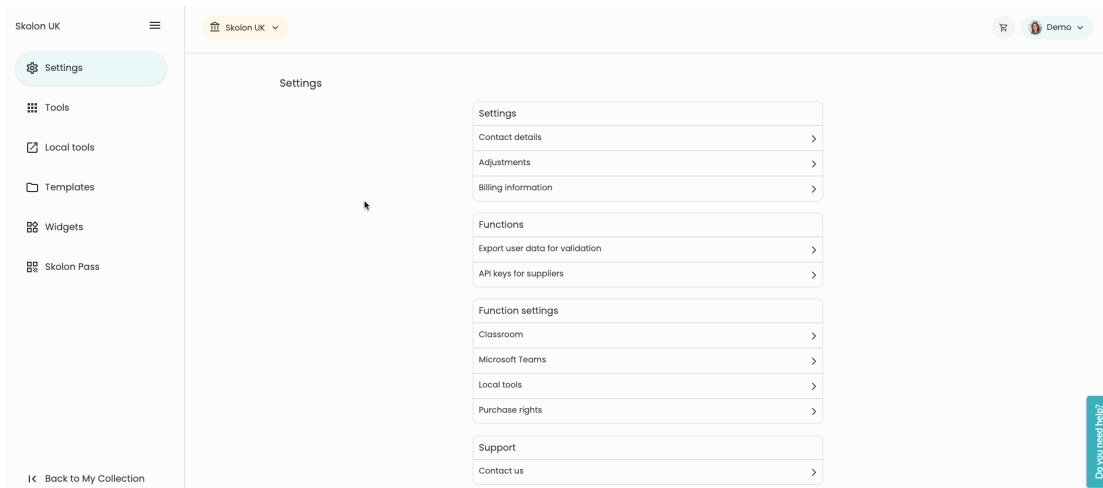 Skolon UK
Settings
Tools
Local tools
Templates
Widgets
Skolon Pass
Back to My Collection
Skolon UK
Demo
Settings
Settings
Contact details
Adjustments
Billing information
Functions
Export user data for validation
API keys for suppliers
Function settings
Classroom
Microsoft Teams
Local tools
Purchase rights
Support
Contact us
Do you need help?